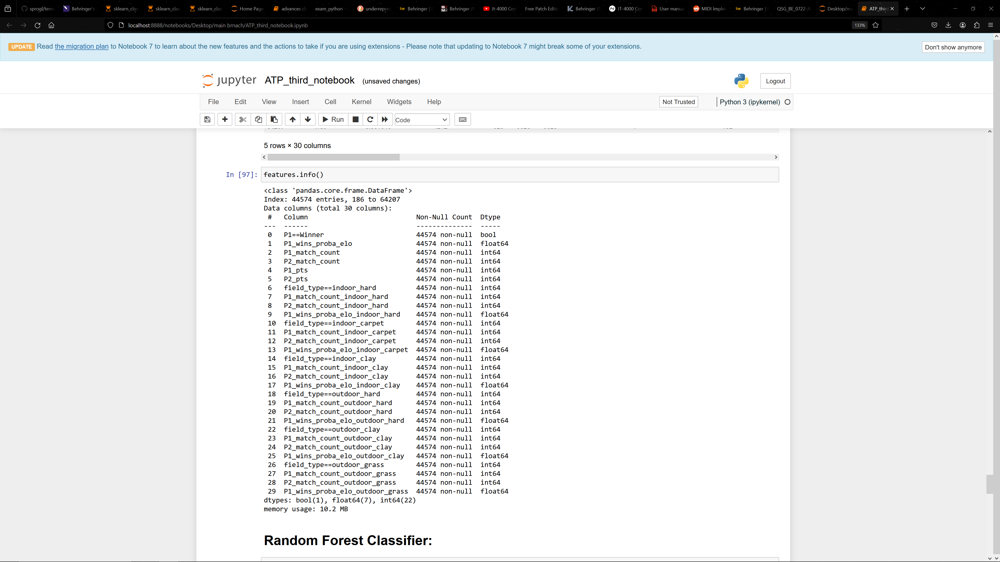 sprogl/tenn
Behringer's
sklearn_clas
sklearn_clas
sklearn_clas
Home Page
advances cl
exam_python -
underrepres
Behringer |
Behringer JT
Jt-4000 Con
Free Patch Edito
Behringer JT
JT-4000 Con
User manua
MIDI Implem
Behringer |
QSG_BE_0722-A
Desktop/ma
ATP_third
localhost:8888/notebooks/Desktop/main brnach/ATP_third_notebook.ipynb
133%
UPDATE Read the migration plan to Notebook 7 to learn about the new features and the actions to take if you are using extensions - Please note that updating to Notebook 7 might break some of your extensions.
Don't show anymore
jupyter ATP_third_notebook (unsaved changes)
Logout
File Edit View Insert Cell Kernel Widgets Help
Not Trusted
Python 3 (ipykernel)
Run
Code
5 rows × 30 columns
In [97]: features.info()
<class 'pandas.core.frame.DataFrame'>
Index: 44574 entries, 186 to 64207
Data columns (total 30 columns):
# Column Non-Null Count Dtype
--- ------ -------------- -----
0 P1==Winner 44574 non-null bool
1 P1_wins_proba_elo 44574 non-null float64
2 P1_match_count 44574 non-null int64
3 P2_match_count 44574 non-null int64
4 P1_pts 44574 non-null int64
5 P2_pts 44574 non-null int64
6 field_type==indoor_hard 44574 non-null int64
7 P1_match_count_indoor_hard 44574 non-null int64
8 P2_match_count_indoor_hard 44574 non-null int64
9 P1_wins_proba_elo_indoor_hard 44574 non-null float64
10 field_type==indoor_carpet 44574 non-null int64
11 P1_match_count_indoor_carpet 44574 non-null int64
12 P2_match_count_indoor_carpet 44574 non-null int64
13 P1_wins_proba_elo_indoor_carpet 44574 non-null float64
14 field_type==indoor_clay 44574 non-null int64
15 P1_match_count_indoor_clay 44574 non-null int64
16 P2_match_count_indoor_clay 44574 non-null int64
17 P1_wins_proba_elo_indoor_clay 44574 non-null float64
18 field_type==outdoor_hard 44574 non-null int64
19 P1_match_count_outdoor_hard 44574 non-null int64
20 P2_match_count_outdoor_hard 44574 non-null int64
21 P1_wins_proba_elo_outdoor_hard 44574 non-null float64
22 field_type==outdoor_clay 44574 non-null int64
23 P1_match_count_outdoor_clay 44574 non-null int64
24 P2_match_count_outdoor_clay 44574 non-null int64
25 P1_wins_proba_elo_outdoor_clay 44574 non-null float64
26 field_type==outdoor_grass 44574 non-null int64
27 P1_match_count_outdoor_grass 44574 non-null int64
28 P2_match_count_outdoor_grass 44574 non-null int64
29 P1_wins_proba_elo_outdoor_grass 44574 non-null float64
dtypes: bool(1), float64(7), int64(22)
memory usage: 10.2 MB
Random Forest Classifier: